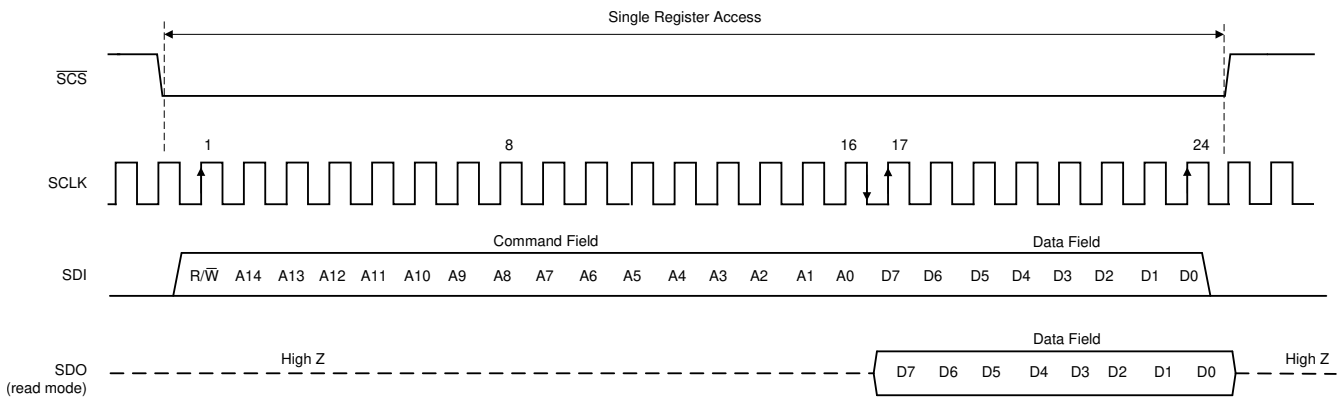 Single Register Access
S̅C̅S̅
1 8 16 17 24
SCLK
Command Field Data Field
SDI R/W̅ A14 A13 A12 A11 A10 A9 A8 A7 A6 A5 A4 A3 A2 A1 A0 D7 D6 D5 D4 D3 D2 D1 D0
Data Field
High Z High Z
SDO D7 D6 D5 D4 D3 D2 D1 D0
(read mode)